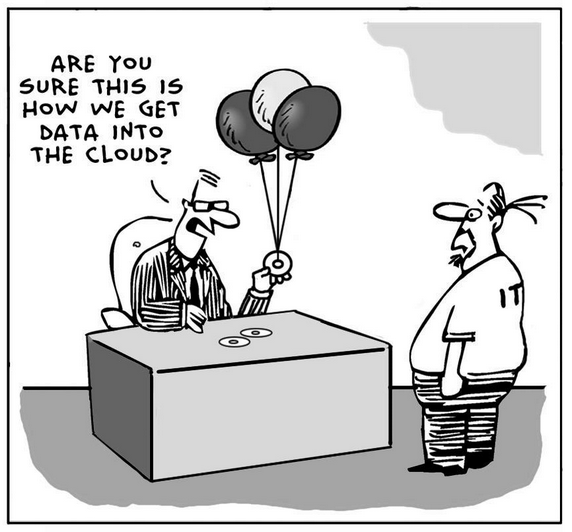 ARE YOU
SURE THIS IS
HOW WE GET
DATA INTO
THE CLOUD?
IT